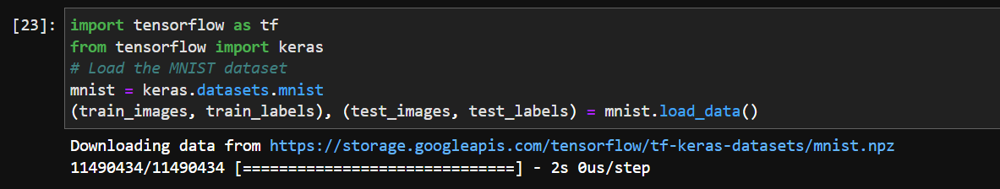 [23]: import tensorflow as tf
from tensorflow import keras
# Load the MNIST dataset
mnist = keras.datasets.mnist
(train_images, train_labels), (test_images, test_labels) = mnist.load_data()
Downloading data from https://storage.googleapis.com/tensorflow/tf-keras-datasets/mnist.npz
11490434/11490434 [==============================] - 2s 0us/step